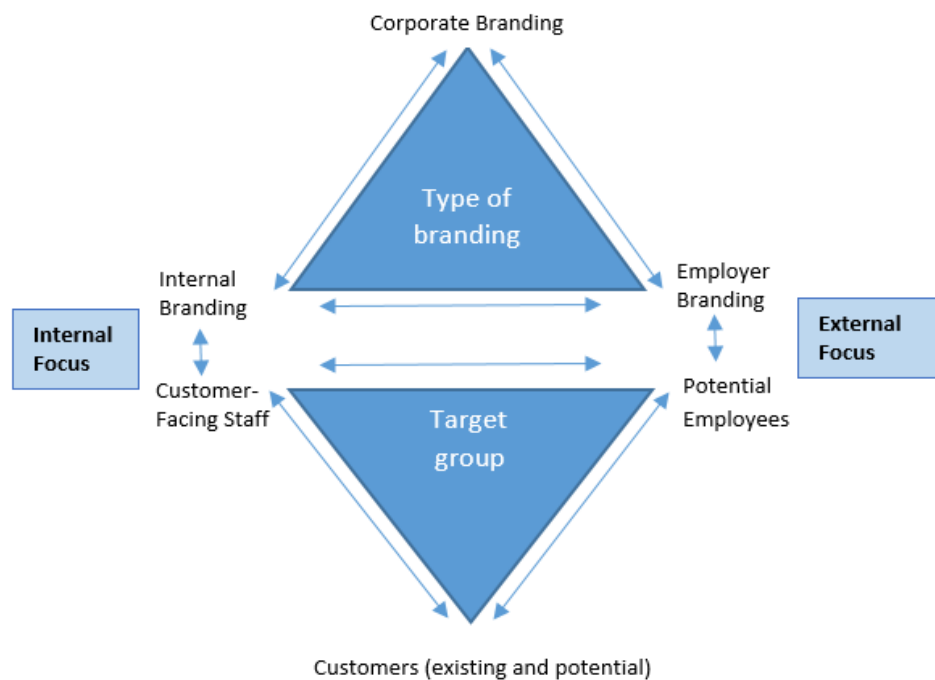 Corporate Branding
Type of
branding
Internal
Branding
Employer
Branding
Internal
Focus
External
Focus
Customer-
Facing Staff
Potential
Employees
Target
group
Customers (existing and potential)